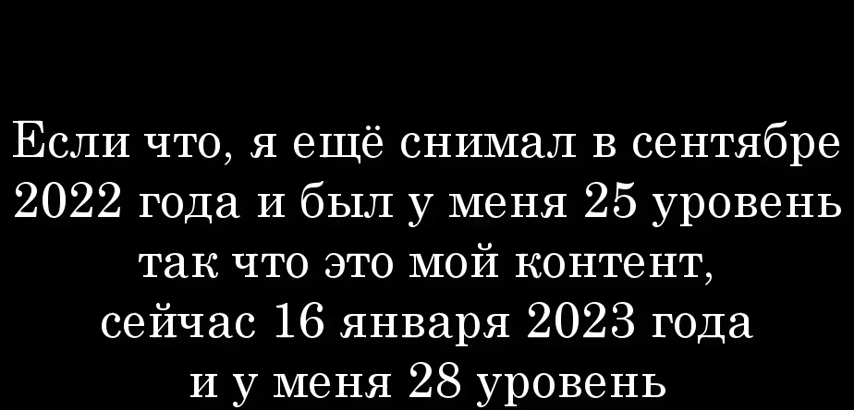 Если что, я ещё снимал в сентябре
2022 года и был у меня 25 уровень
так что это мой контент,
сейчас 16 января 2023 года
и у меня 28 уровень